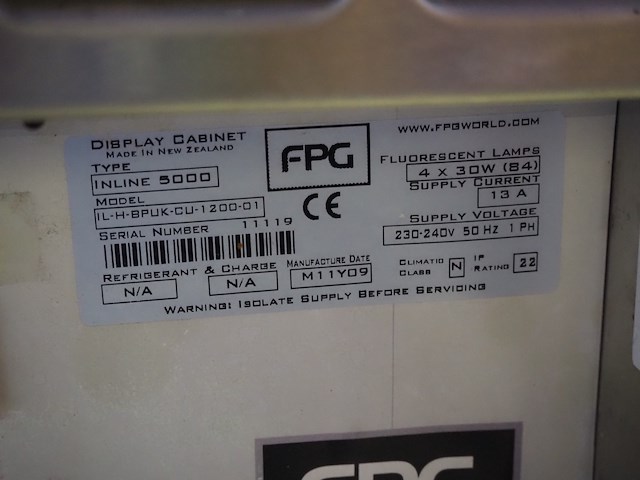 DISPLAY CABINET
MADE IN NEW ZEALAND
TYPE
INLINE 5000
MODEL
IL-H-BPUK-CU-1200-01
SERIAL NUMBER 11119
REFRIGERANT & CHARGE
N/A N/A
MANUFACTURE DATE
M11Y09
FPG
CE
WWW.FPGWORLD.COM
FLUORESCENT LAMPS
4 X 30W (84)
SUPPLY CURRENT
13 A
SUPPLY VOLTAGE
230-240V 50 HZ 1 PH
CLIMATIC CLASS N
IP RATING 22
WARNING: ISOLATE SUPPLY BEFORE SERVICING
FPG